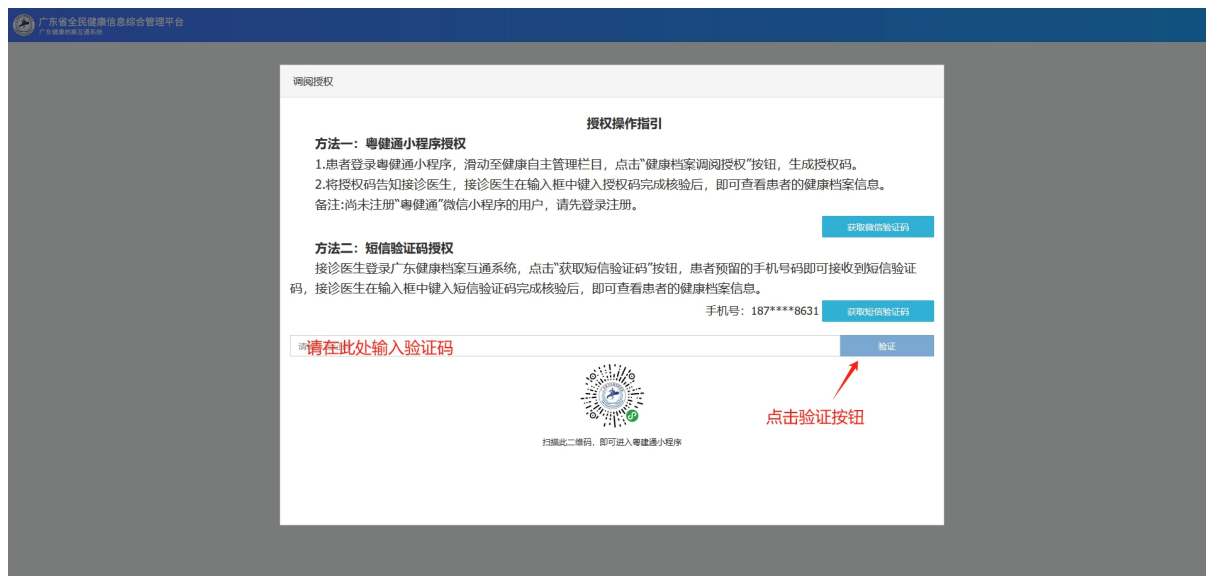 广东省全民健康信息综合管理平台
广东健康档案互通系统
调阅授权
授权操作指引
方法一：粤健通小程序授权
1.患者登录粤健通小程序，滑动至健康自主管理栏目，点击“健康档案调阅授权”按钮，生成授权码。
2.将授权码告知接诊医生，接诊医生在输入框中键入授权码完成核验后，即可查看患者的健康档案信息。
备注:尚未注册“粤健通”微信小程序的用户，请先登录注册。
获取微信验证码
方法二：短信验证码授权
接诊医生登录广东健康档案互通系统，点击“获取短信验证码”按钮，患者预留的手机号码即可接收到短信验证
码，接诊医生在输入框中键入短信验证码完成核验后，即可查看患者的健康档案信息。
手机号：187****8631 获取短信验证码
请在此处输入验证码
验证
点击验证按钮
扫描此二维码，即可进入粤建通小程序